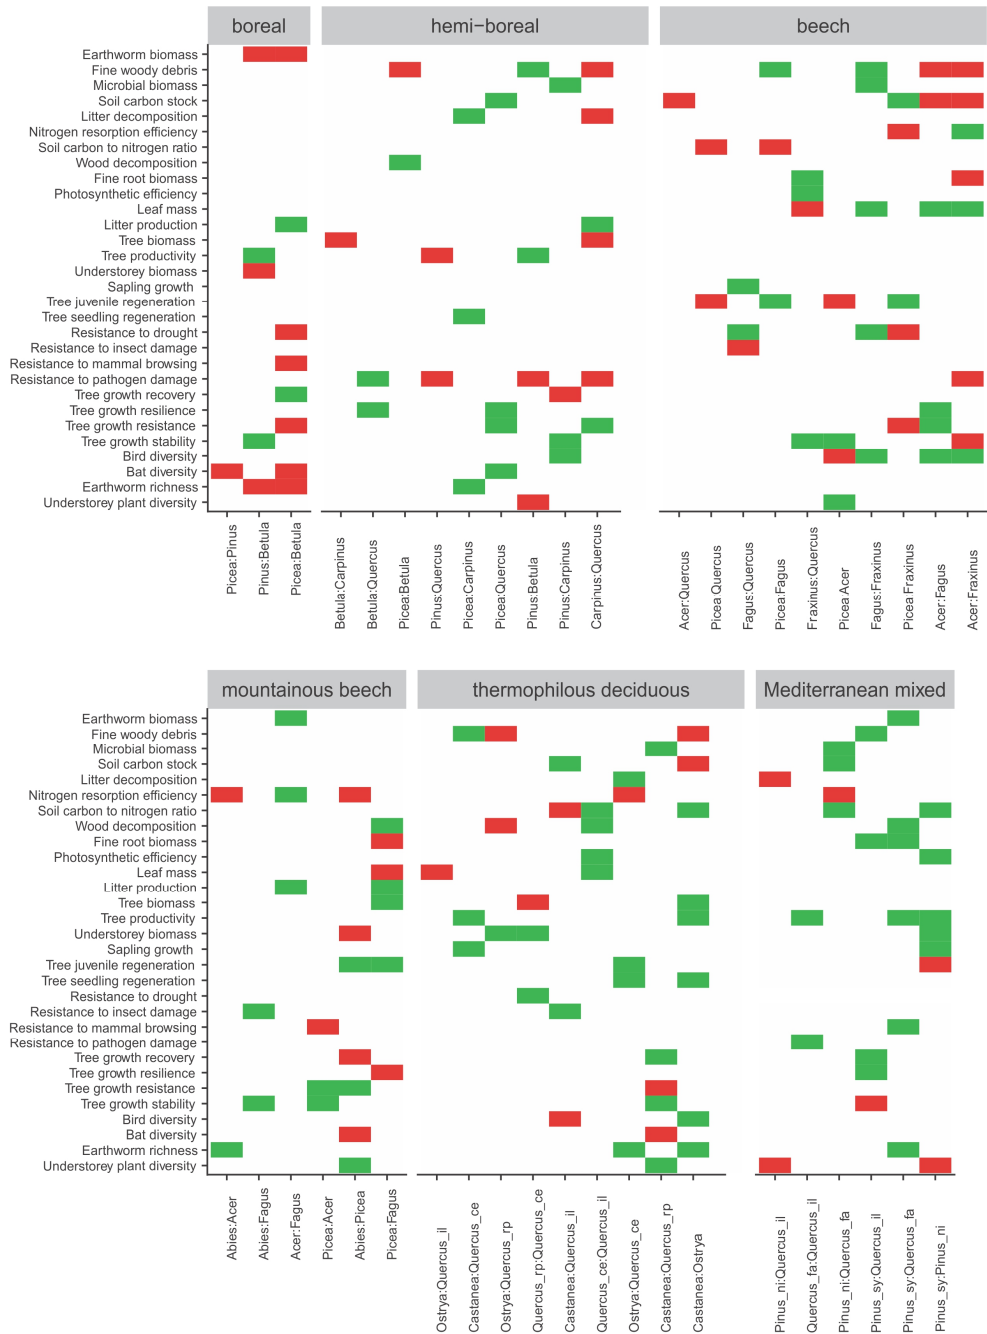 boreal
hemi−boreal
beech
Earthworm biomass
Fine woody debris
Microbial biomass
Soil carbon stock
Litter decomposition
Nitrogen resorption efficiency
Soil carbon to nitrogen ratio
Wood decomposition
Fine root biomass
Photosynthetic efficiency
Leaf mass
Litter production
Tree biomass
Tree productivity
Understorey biomass
Sapling growth
Tree juvenile regeneration
Tree seedling regeneration
Resistance to drought
Resistance to insect damage
Resistance to mammal browsing
Resistance to pathogen damage
Tree growth recovery
Tree growth resilience
Tree growth resistance
Tree growth stability
Bird diversity
Bat diversity
Earthworm richness
Understorey plant diversity
Picea:Pinus
Pinus:Betula
Picea:Betula
Betula:Carpinus
Betula:Quercus
Picea:Betula
Pinus:Quercus
Picea:Carpinus
Picea:Quercus
Pinus:Betula
Pinus:Carpinus
Carpinus:Quercus
Acer:Quercus
Picea Quercus
Fagus:Quercus
Picea:Fagus
Fraxinus:Quercus
Picea Acer
Fagus:Fraxinus
Picea Fraxinus
Acer:Fagus
Acer:Fraxinus
mountainous beech
thermophilous deciduous
Mediterranean mixed
Earthworm biomass
Fine woody debris
Microbial biomass
Soil carbon stock
Litter decomposition
Nitrogen resorption efficiency
Soil carbon to nitrogen ratio
Wood decomposition
Fine root biomass
Photosynthetic efficiency
Leaf mass
Litter production
Tree biomass
Tree productivity
Understorey biomass
Sapling growth
Tree juvenile regeneration
Tree seedling regeneration
Resistance to drought
Resistance to insect damage
Resistance to mammal browsing
Resistance to pathogen damage
Tree growth recovery
Tree growth resilience
Tree growth resistance
Tree growth stability
Bird diversity
Bat diversity
Earthworm richness
Understorey plant diversity
Abies:Acer
Abies:Fagus
Acer:Fagus
Picea:Acer
Abies:Picea
Picea:Fagus
Ostrya:Quercus_il
Castanea:Quercus_ce
Ostrya:Quercus_rp
Quercus_rp:Quercus_ce
Castanea:Quercus_il
Quercus_ce:Quercus_il
Ostrya:Quercus_ce
Castanea:Quercus_rp
Castanea:Ostrya
Pinus_ni:Quercus_il
Quercus_fa:Quercus_il
Pinus_ni:Quercus_fa
Pinus_sy:Quercus_il
Pinus_sy:Quercus_fa
Pinus_sy:Pinus_ni